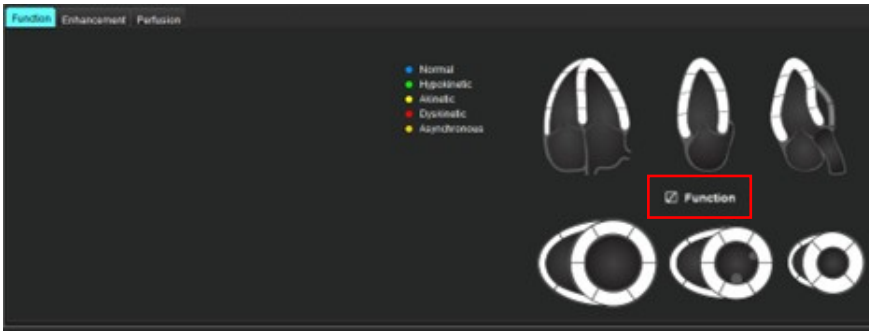 Function Enhancement Perfusion
Normal
Hypokinetic
Akinetic
Dyskinetic
Asynchronous
Function